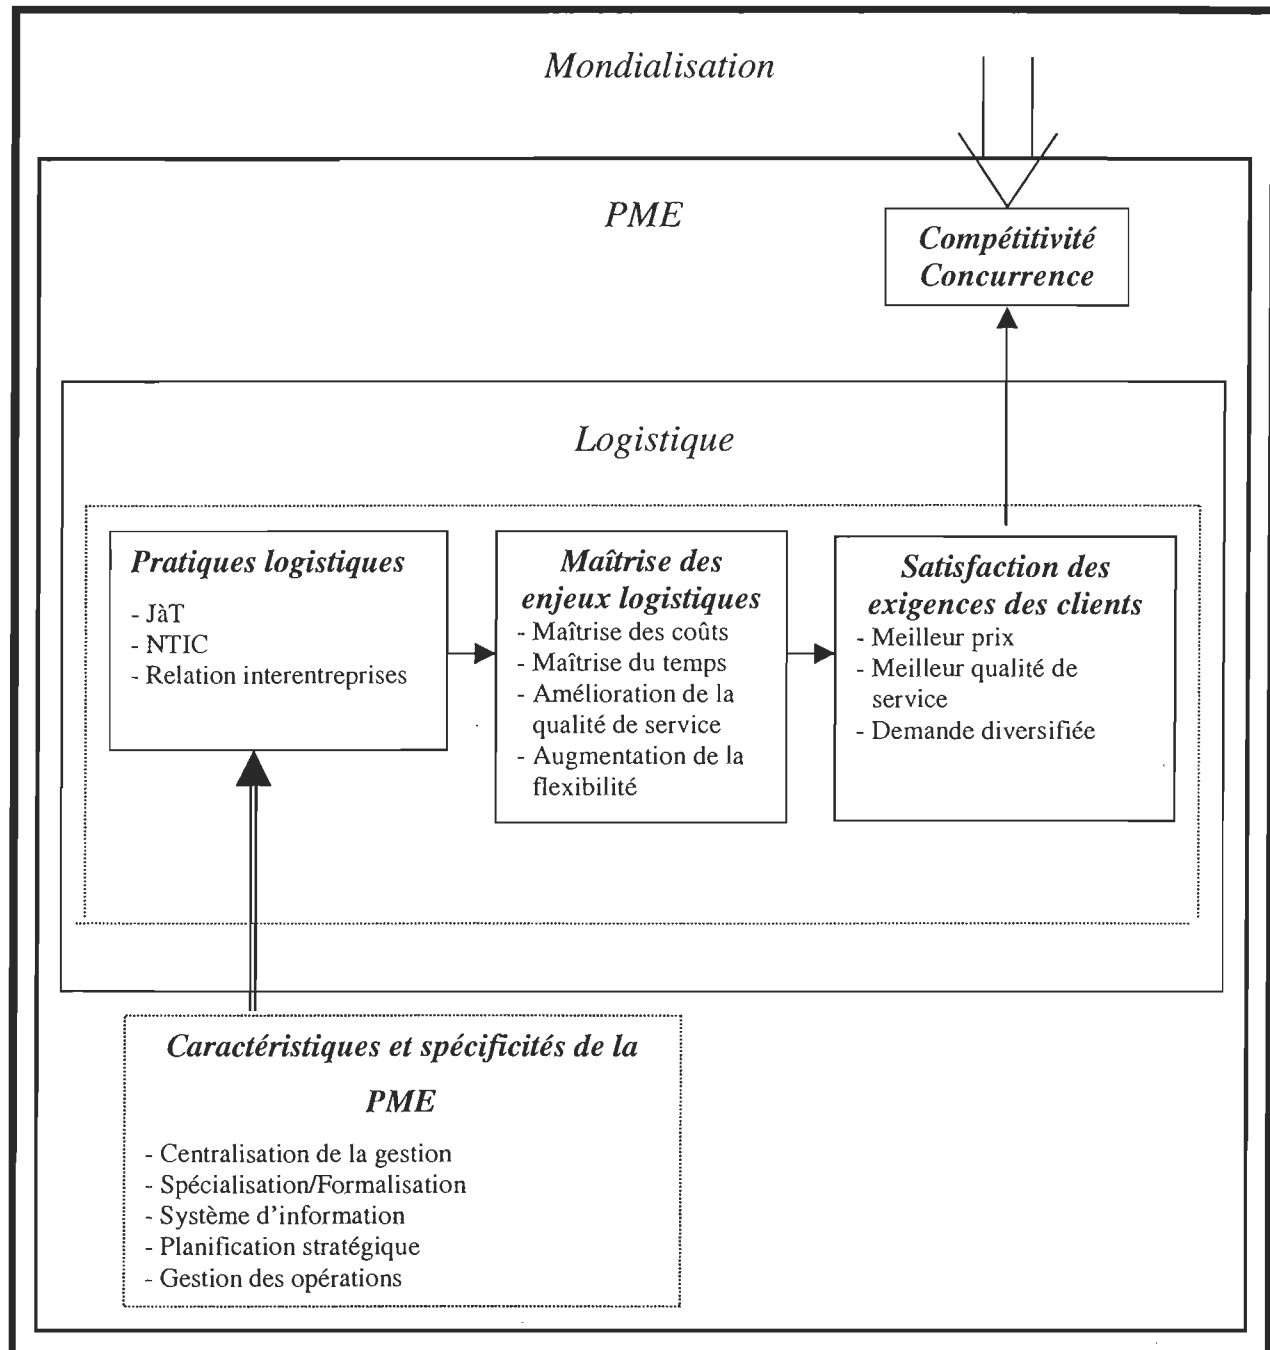 Mondialisation
PME
Compétitivité
Concurrence
Logistique
Pratiques logistiques
- JàT
- NTIC
- Relation interentreprises
Maîtrise des
enjeux logistiques
- Maîtrise des coûts
- Maîtrise du temps
- Amélioration de la
qualité de service
- Augmentation de la
flexibilité
Satisfaction des
exigences des clients
- Meilleur prix
- Meilleur qualité de
service
- Demande diversifiée
Caractéristiques et spécificités de la
PME
- Centralisation de la gestion
- Spécialisation/Formalisation
- Système d'information
- Planification stratégique
- Gestion des opérations